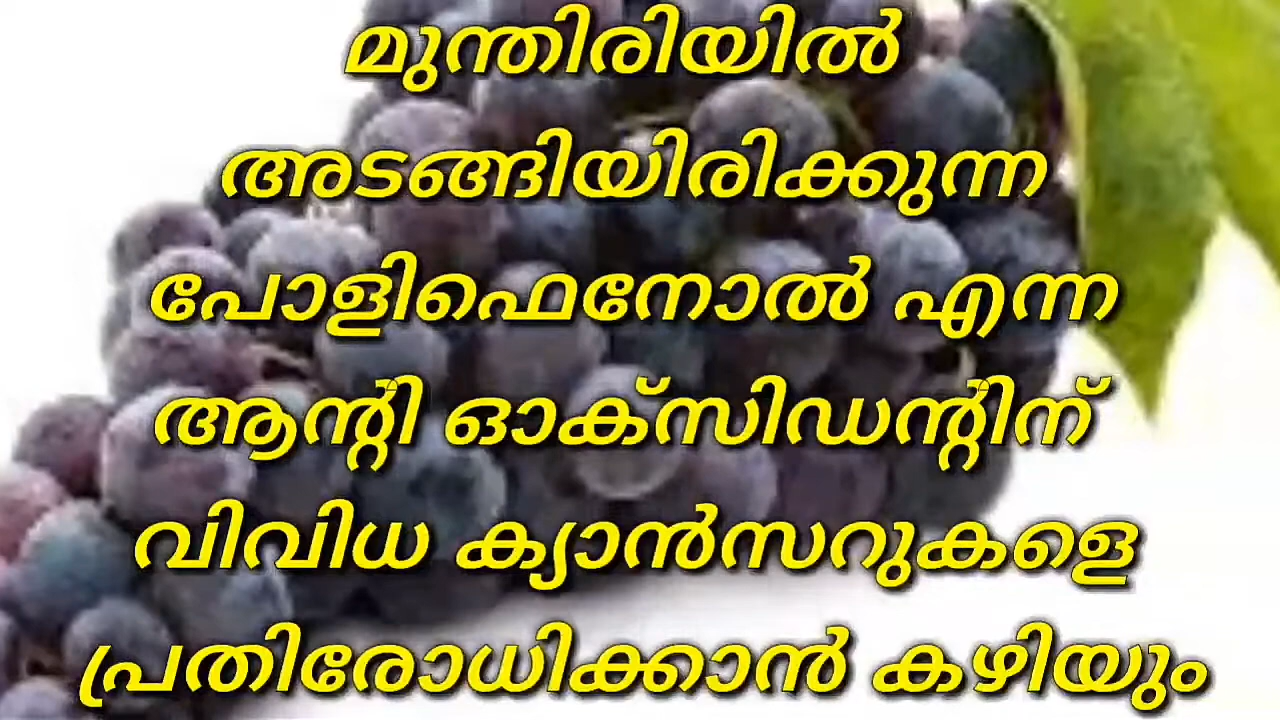 മുന്തിരിയിൽ
അടങ്ങിയിരിക്കുന്ന
പോളിഫെനോൽ എന്ന
ആന്റി ഓക്സിഡന്റിന്
വിവിധ ക്യാൻസറുകളെ
പ്രതിരോധിക്കാൻ കഴിയും